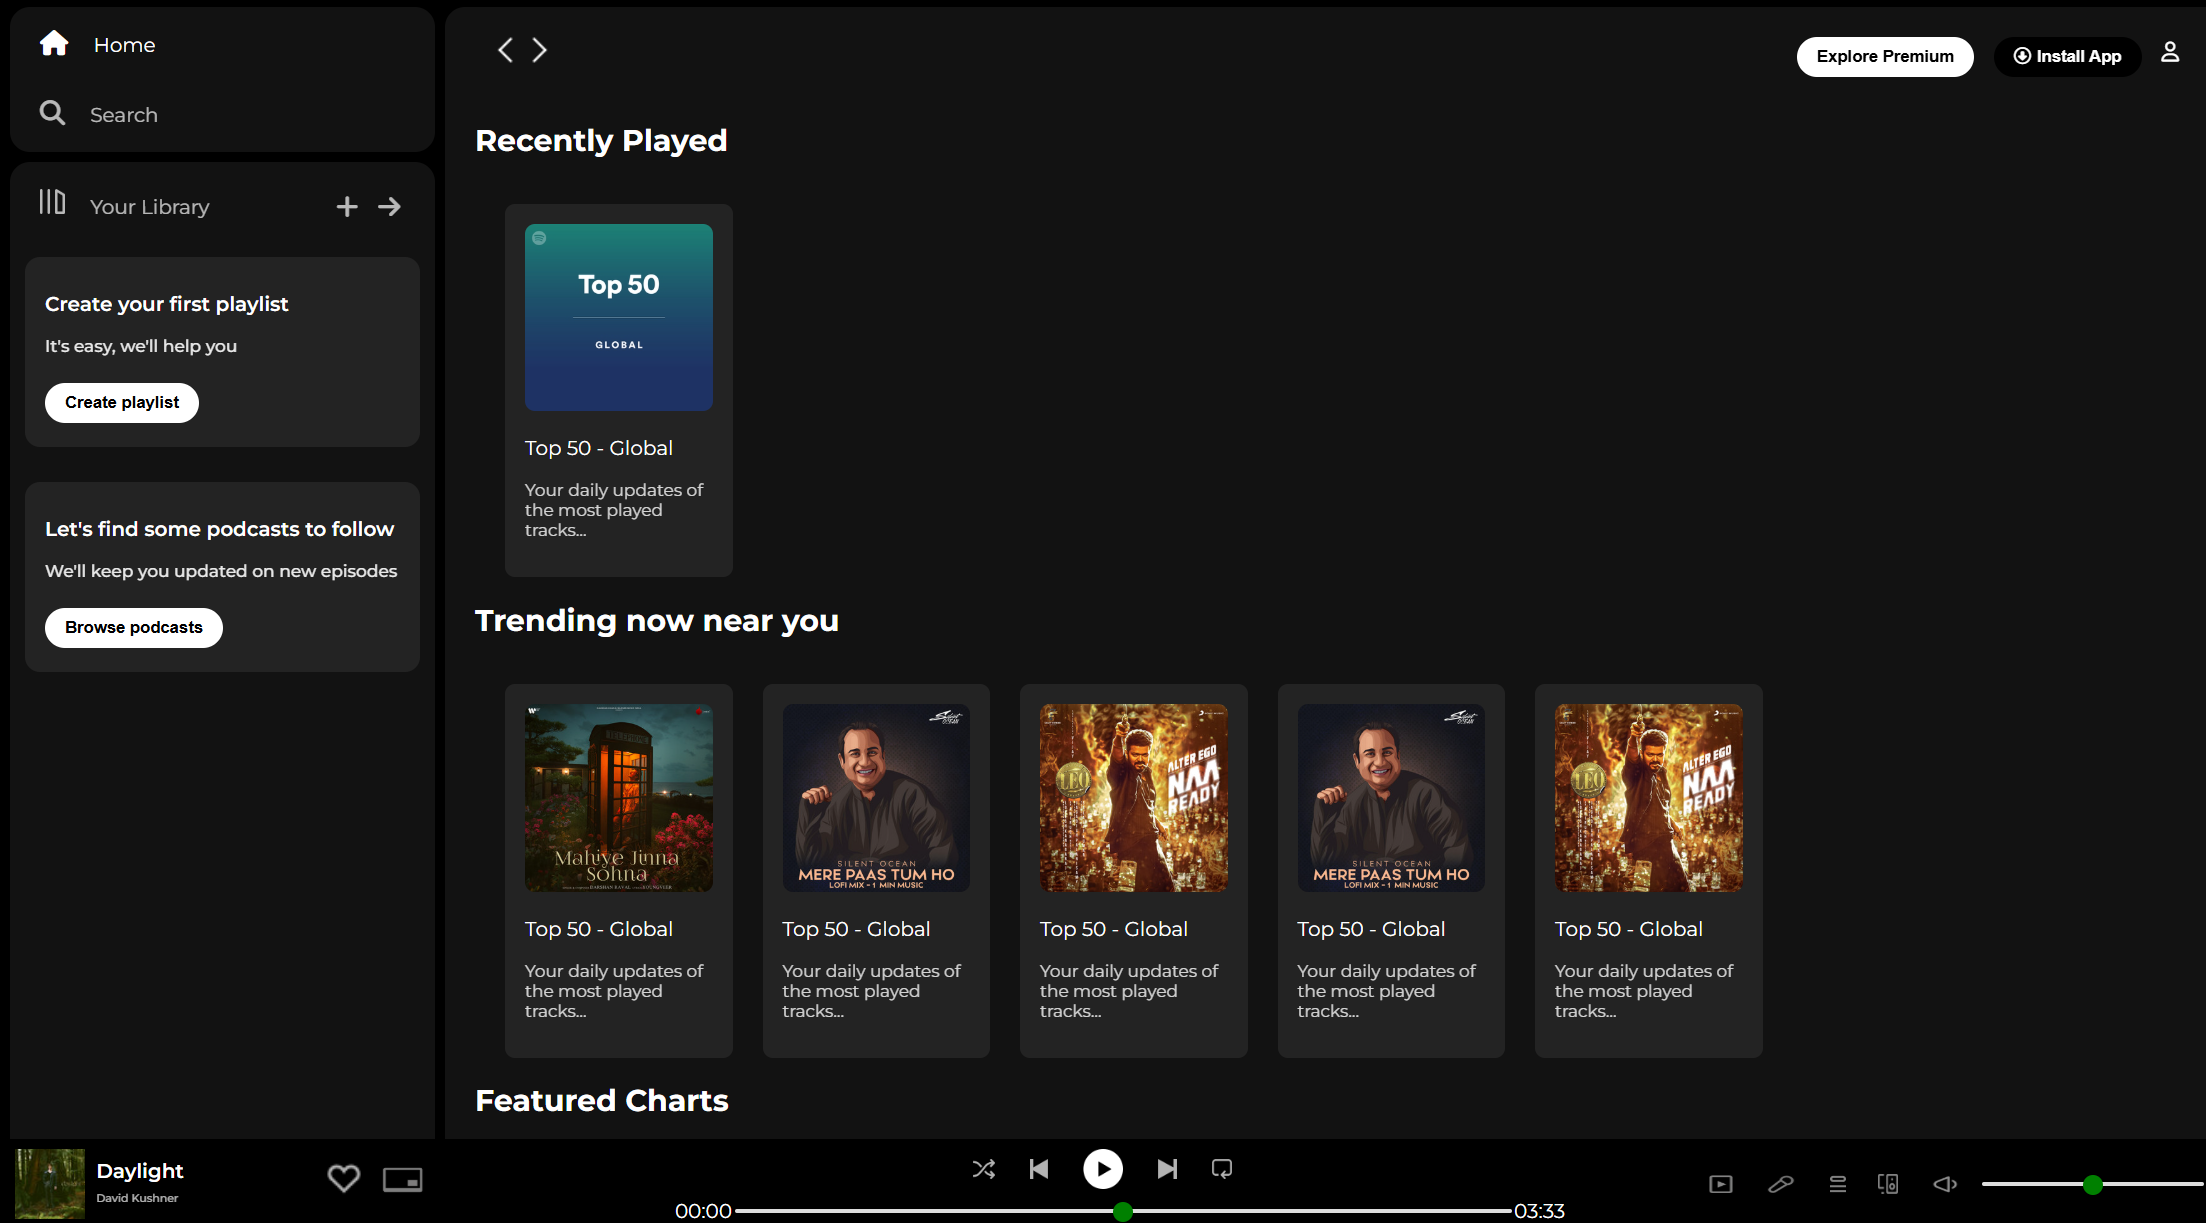 Home
Search
Your Library
Create your first playlist
It's easy, we'll help you
Create playlist
Let's find some podcasts to follow
We'll keep you updated on new episodes
Browse podcasts
Explore Premium
Install App
Recently Played
Top 50
GLOBAL
Top 50 - Global
Your daily updates of
the most played
tracks...
Trending now near you
TELEPHONE
Mahiye Jinna
Sohna
DARSHAN RAVAL
Top 50 - Global
Your daily updates of
the most played
tracks...
Silent
OCEAN
SILENT OCEAN
MERE PAAS TUM HO
LOFI MIX - 1 MIN MUSIC
Top 50 - Global
Your daily updates of
the most played
tracks...
LEO
ALTER EGO
NAA
READY
Top 50 - Global
Your daily updates of
the most played
tracks...
Silent
OCEAN
SILENT OCEAN
MERE PAAS TUM HO
LOFI MIX - 1 MIN MUSIC
Top 50 - Global
Your daily updates of
the most played
tracks...
LEO
ALTER EGO
NAA
READY
Top 50 - Global
Your daily updates of
the most played
tracks...
Featured Charts
Daylight
David Kushner
00:00
03:33